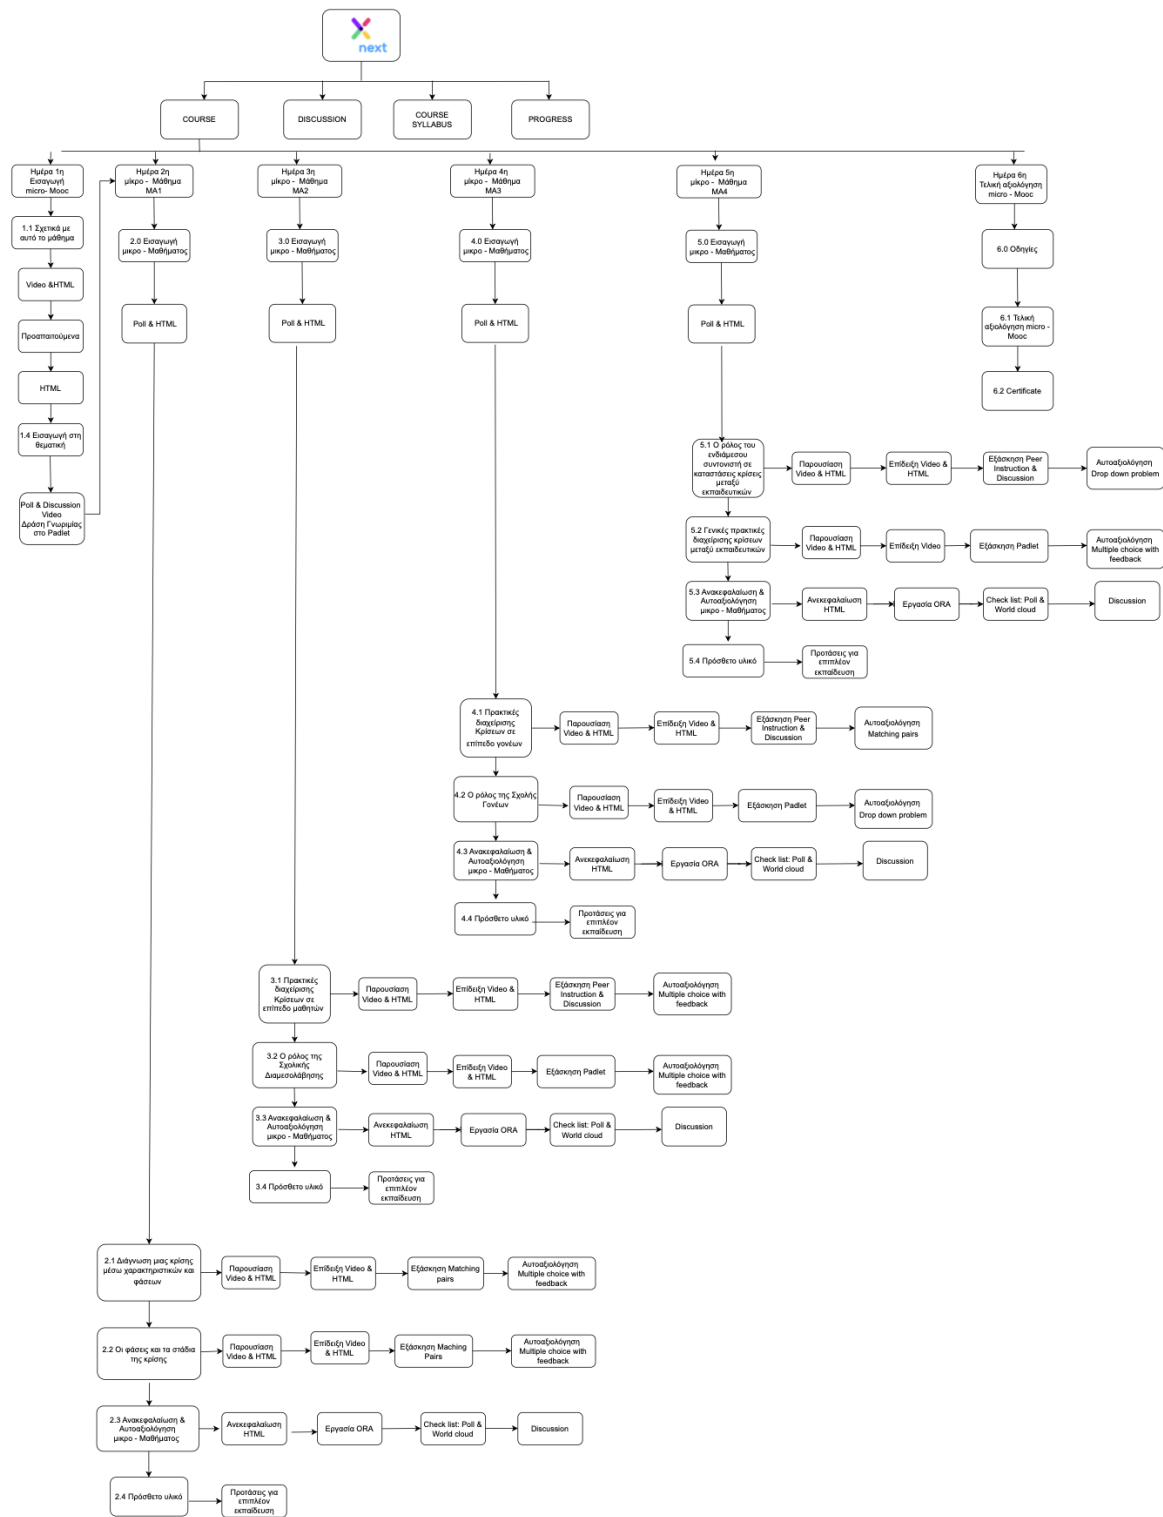 next
COURSE
DISCUSSION
COURSE
SYLLABUS
PROGRESS
Ημέρα 1η
Εισαγωγή
micro- Mooc
Ημέρα 2η
μίκρο - Μάθημα
ΜΑ1
Ημέρα 3η
μίκρο - Μάθημα
ΜΑ2
Ημέρα 4η
μίκρο - Μάθημα
ΜΑ3
Ημέρα 5η
μίκρο - Μάθημα
ΜΑ4
Ημέρα 6η
Τελική αξιολόγηση
micro - Mooc
1.1 Σχετικά με
αυτό το μάθημα
2.0 Εισαγωγή
μικρο - Μαθήματος
3.0 Εισαγωγή
μικρο - Μαθήματος
4.0 Εισαγωγή
μικρο - Μαθήματος
5.0 Εισαγωγή
μικρο - Μαθήματος
6.0 Οδηγίες
Video &HTML
Poll & HTML
Poll & HTML
Poll & HTML
Poll & HTML
6.1 Τελική
αξιολόγηση micro -
Mooc
Προαπαιτούμενα
HTML
6.2 Certificate
1.4 Εισαγωγή στη
θεματική
Poll & Discussion
Video
Δράση Γνωριμίας
στο Padlet
5.1 Ο ρόλος του
ενδιάμεσου
συντονιστή σε
καταστάσεις κρίσεις
μεταξύ
εκπαιδευτικών
Παρουσίαση
Video & HTML
Επίδειξη Video &
HTML
Εξάσκηση Peer
Instruction &
Discussion
Αυτοαξιολόγηση
Drop down problem
5.2 Γενικές πρακτικές
διαχείρισης κρίσεων
μεταξύ εκπαιδευτικών
Παρουσίαση
Video & HTML
Επίδειξη Video
Εξάσκηση Padlet
Αυτοαξιολόγηση
Multiple choice with
feedback
5.3 Ανακεφαλαίωση &
Αυτοαξιολόγηση
μικρο - Μαθήματος
Ανεκεφαλαίωση
HTML
Εργασία ORA
Check list: Poll &
World cloud
Discussion
5.4 Πρόσθετο υλικό
Προτάσεις για
επιπλέον
εκπαίδευση
4.1 Πρακτικές
διαχείρισης
Κρίσεων σε
επίπεδο γονέων
Παρουσίαση
Video & HTML
Επίδειξη Video &
HTML
Εξάσκηση Peer
Instruction &
Discussion
Αυτοαξιολόγηση
Matching pairs
4.2 Ο ρόλος της Σχολής
Γονέων
Παρουσίαση
Video & HTML
Επίδειξη Video
& HTML
Εξάσκηση Padlet
Αυτοαξιολόγηση
Drop down problem
4.3 Ανακεφαλαίωση &
Αυτοαξιολόγηση
μικρο - Μαθήματος
Ανεκεφαλαίωση
HTML
Εργασία ORA
Check list: Poll &
World cloud
Discussion
4.4 Πρόσθετο υλικό
Προτάσεις για
επιπλέον
εκπαίδευση
3.1 Πρακτικές
διαχείρισης
Κρίσεων σε
επίπεδο μαθητών
Παρουσίαση
Video & HTML
Επίδειξη Video &
HTML
Εξάσκηση Peer
Instruction &
Discussion
Αυτοαξιολόγηση
Multiple choice with
feedback
3.2 Ο ρόλος της
Σχολικής
Διαμεσολάβησης
Παρουσίαση
Video & HTML
Επίδειξη Video
& HTML
Εξάσκηση Padlet
Αυτοαξιολόγηση
Multiple choice with
feedback
3.3 Ανακεφαλαίωση &
Αυτοαξιολόγηση
μικρο - Μαθήματος
Ανεκεφαλαίωση
HTML
Εργασία ORA
Check list: Poll &
World cloud
Discussion
3.4 Πρόσθετο υλικό
Προτάσεις για
επιπλέον
εκπαίδευση
2.1 Διάγνωση μιας κρίσης
μέσω χαρακτηριστικών και
φάσεων
Παρουσίαση
Video & HTML
Επίδειξη Video &
HTML
Εξάσκηση Matching
pairs
Αυτοαξιολόγηση
Multiple choice with
feedback
2.2 Οι φάσεις και τα στάδια
της κρίσης
Παρουσίαση
Video & HTML
Επίδειξη Video
& HTML
Εξάσκηση Maching
Pairs
Αυτοαξιολόγηση
Multiple choice with
feedback
2.3 Ανακεφαλαίωση &
Αυτοαξιολόγηση
μικρο - Μαθήματος
Ανεκεφαλαίωση
HTML
Εργασία ORA
Check list: Poll &
World cloud
Discussion
2.4 Πρόσθετο υλικό
Προτάσεις για
επιπλέον
εκπαίδευση